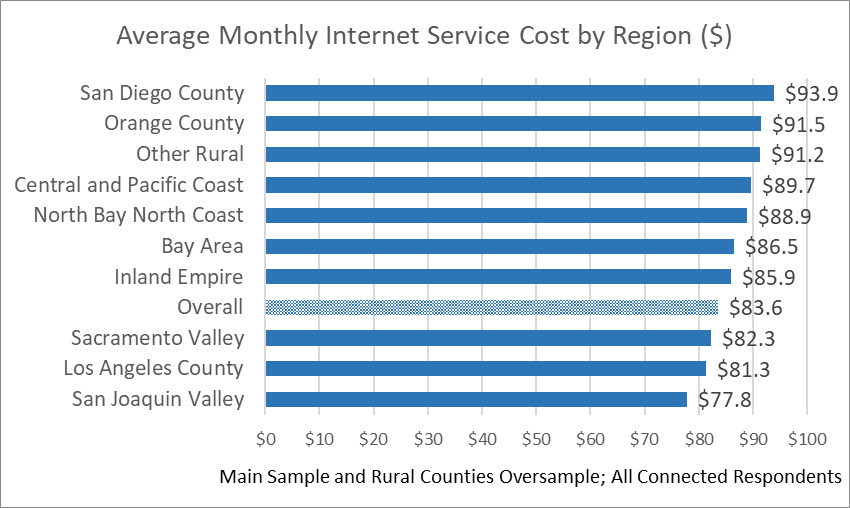 Average Monthly Internet Service Cost by Region ($)
San Diego County $93.9
Orange County $91.5
Other Rural $91.2
Central and Pacific Coast $89.7
North Bay North Coast $88.9
Bay Area $86.5
Inland Empire $85.9
Overall $83.6
Sacramento Valley $82.3
Los Angeles County $81.3
San Joaquin Valley $77.8
$0 $10 $20 $30 $40 $50 $60 $70 $80 $90 $100
Main Sample and Rural Counties Oversample; All Connected Respondents